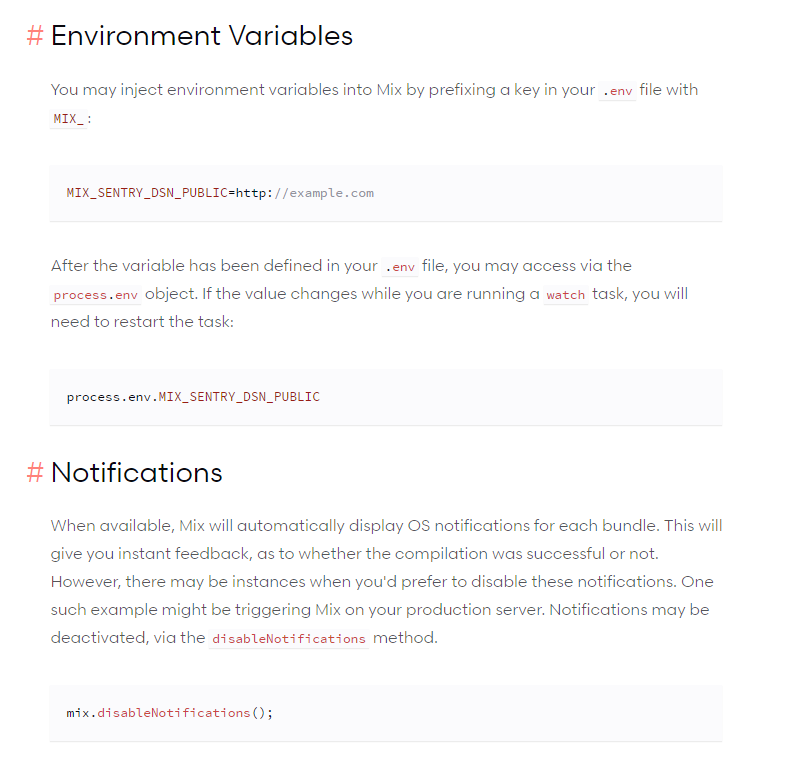 # Environment Variables
You may inject environment variables into Mix by prefixing a key in your .env file with
MIX_:
MIX_SENTRY_DSN_PUBLIC=http://example.com
After the variable has been defined in your .env file, you may access via the
process.env object. If the value changes while you are running a watch task, you will
need to restart the task:
process.env.MIX_SENTRY_DSN_PUBLIC
# Notifications
When available, Mix will automatically display OS notifications for each bundle. This will
give you instant feedback, as to whether the compilation was successful or not.
However, there may be instances when you'd prefer to disable these notifications. One
such example might be triggering Mix on your production server. Notifications may be
deactivated, via the disableNotifications method.
mix.disableNotifications();